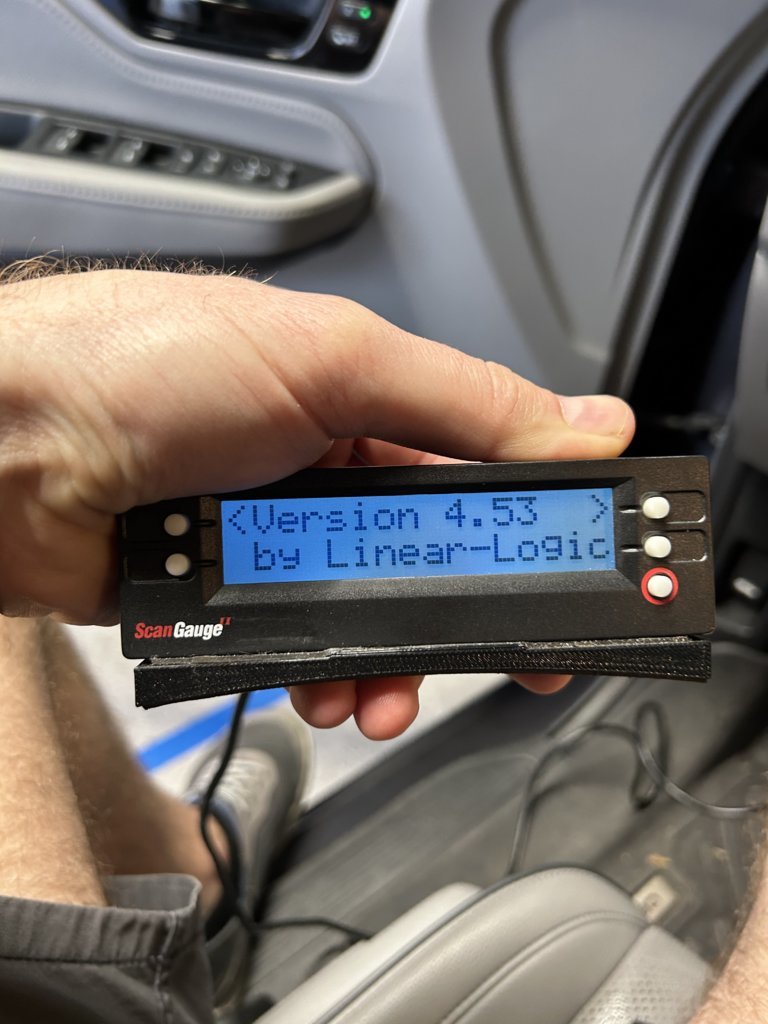 <Version 4.53 >
by Linear-Logic
ScanGauge II